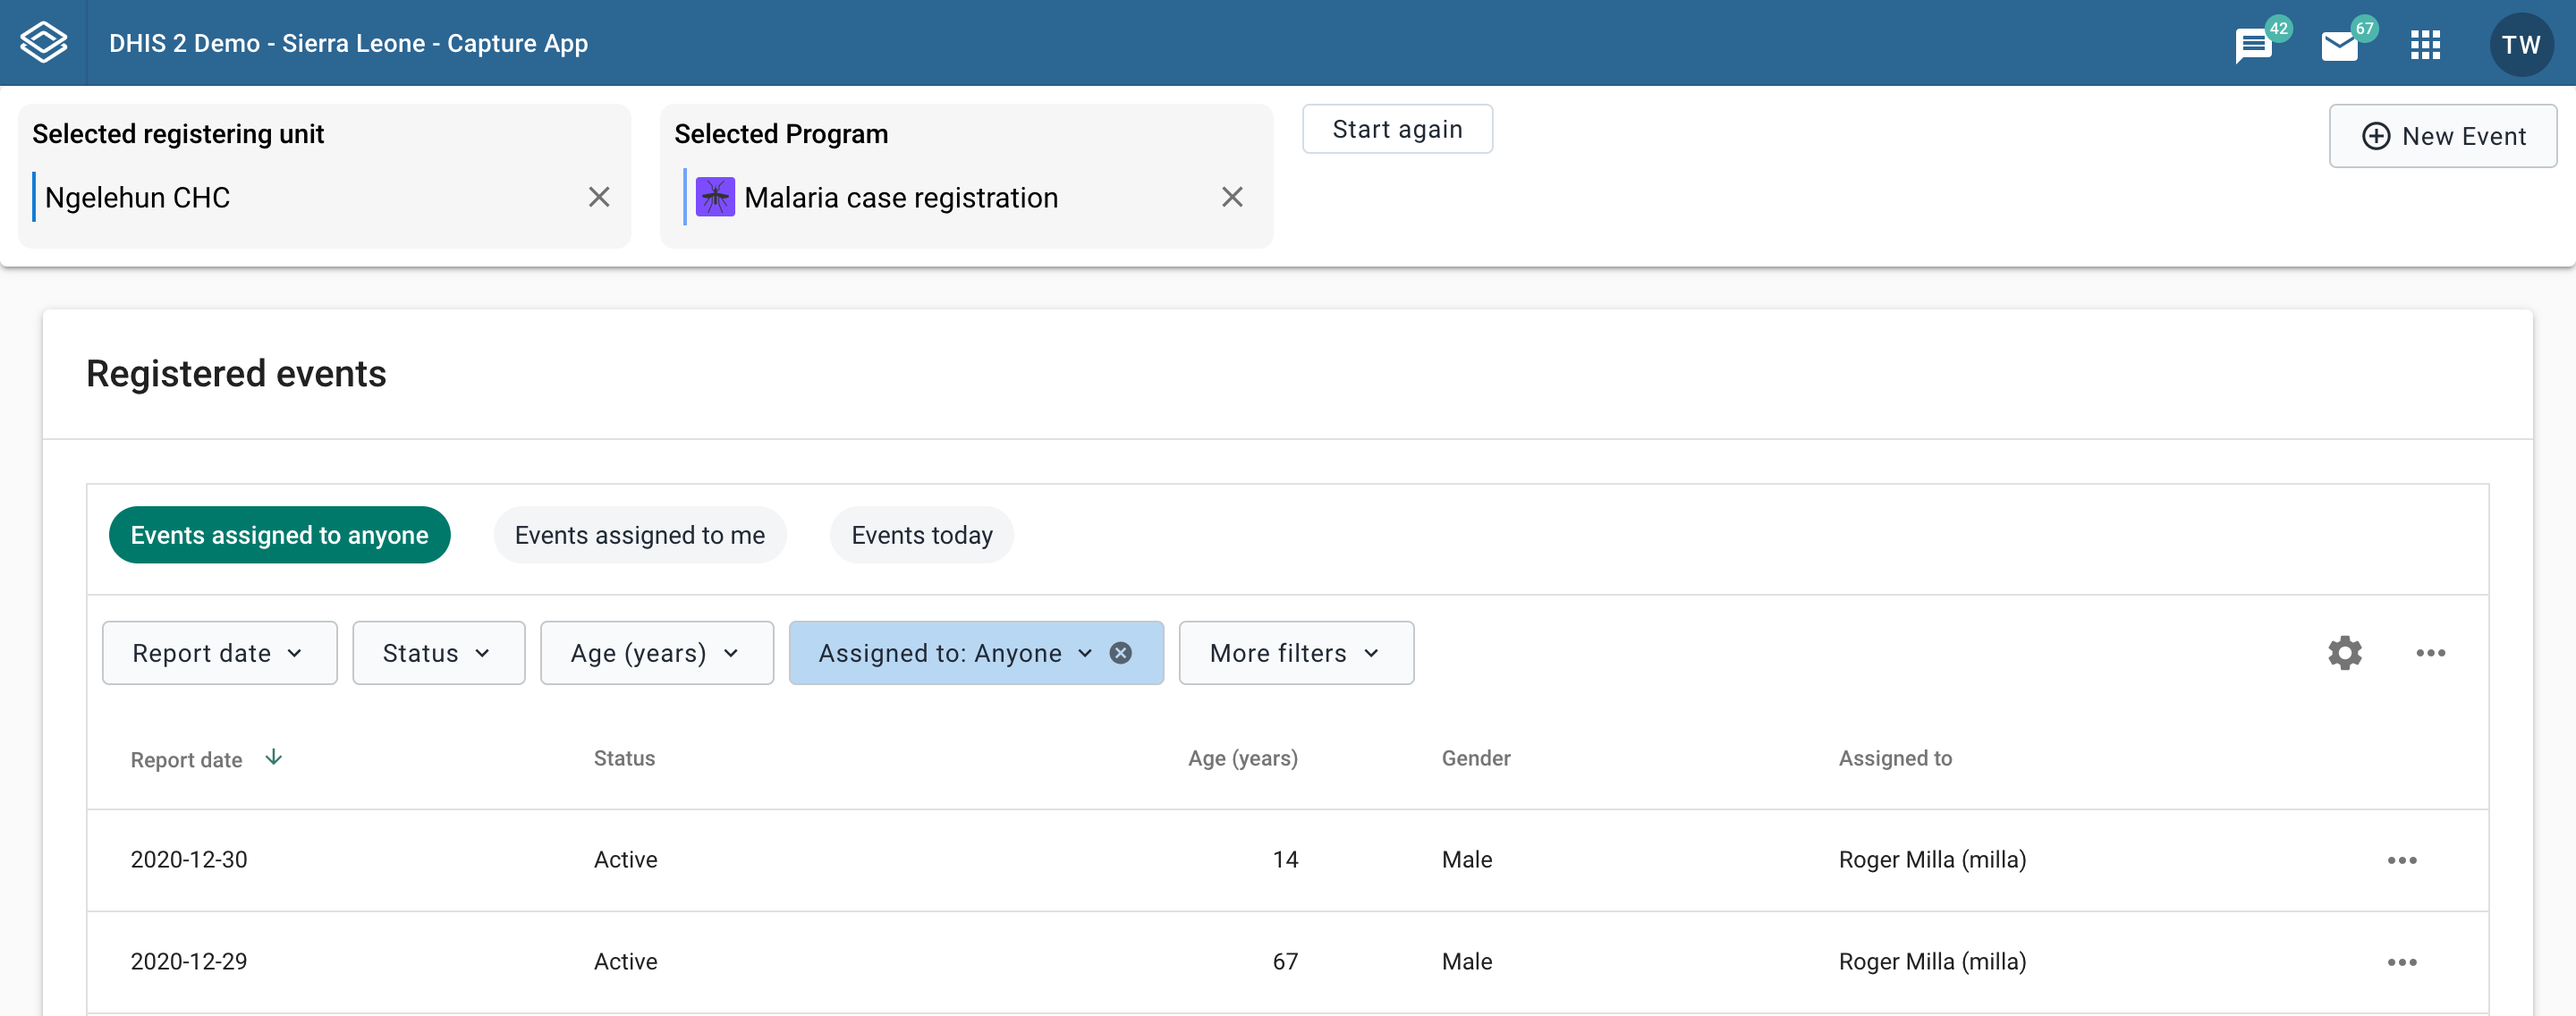 DHIS 2 Demo - Sierra Leone - Capture App
42
67
TW
Selected registering unit
Ngelehun CHC
Selected Program
Malaria case registration
Start again
New Event
Registered events
Events assigned to anyone
Events assigned to me
Events today
Report date
Status
Age (years)
Assigned to: Anyone
More filters
Report date Status Age (years) Gender Assigned to
2020-12-30 Active 14 Male Roger Milla (milla)
2020-12-29 Active 67 Male Roger Milla (milla)